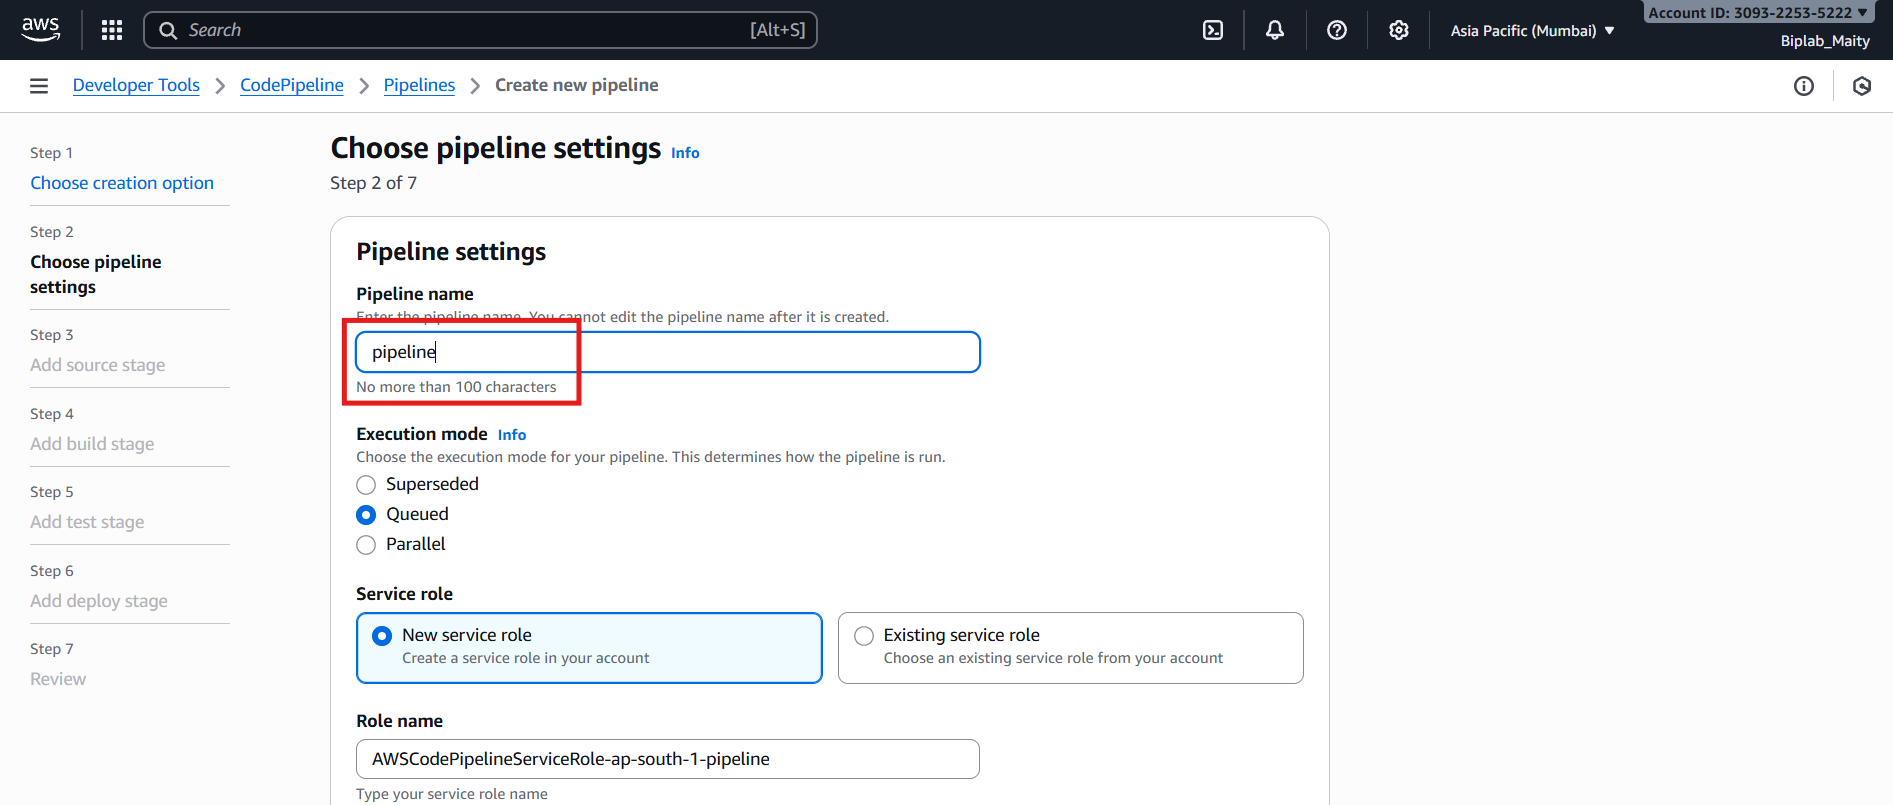 aws
Search
[Alt+S]
Asia Pacific (Mumbai) ▼
Account ID: 3093-2253-5222 ▼
Biplab_Maity
Developer Tools
CodePipeline
Pipelines
Create new pipeline
Step 1
Choose creation option
Step 2
Choose pipeline
settings
Step 3
Add source stage
Step 4
Add build stage
Step 5
Add test stage
Step 6
Add deploy stage
Step 7
Review
Choose pipeline settings Info
Step 2 of 7
Pipeline settings
Pipeline name
Enter the pipeline name. You cannot edit the pipeline name after it is created.
pipeline
No more than 100 characters
Execution mode Info
Choose the execution mode for your pipeline. This determines how the pipeline is run.
Superseded
Queued
Parallel
Service role
New service role
Create a service role in your account
Existing service role
Choose an existing service role from your account
Role name
AWSCodePipelineServiceRole-ap-south-1-pipeline
Type your service role name